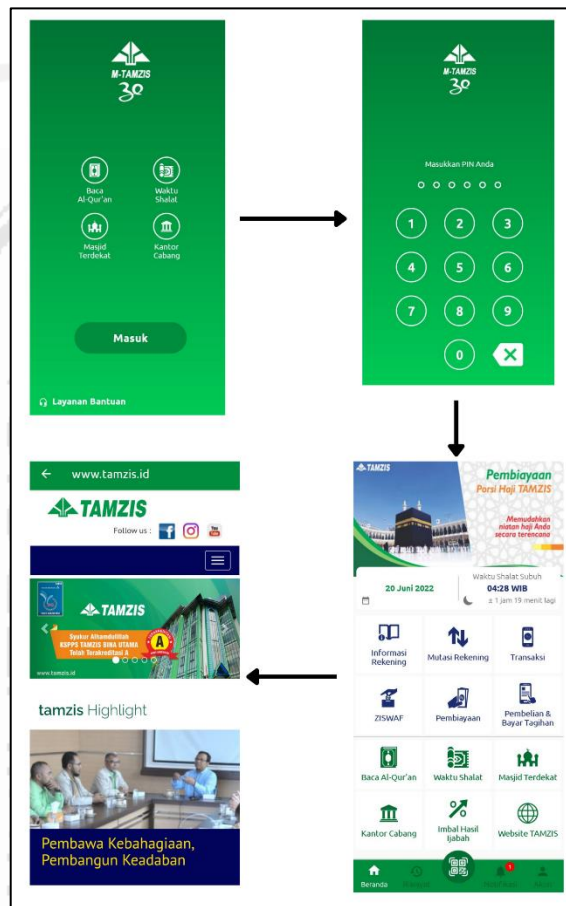 M-TAMZIS
30
Baca
Al-Qur'an
Waktu
Shalat
Masjid
Terdekat
Kantor
Cabang
Masuk
Layanan Bantuan
M-TAMZIS
30
Masukkan PIN Anda
1 2 3
4 5 6
7 8 9
0
TAMZIS
Pembiayaan
Porsi Haji TAMZIS
Memudahkan
niatan haji Anda
secara terencana
20 Juni 2022
Waktu Shalat Subuh
04:28 WIB
± 1 jam 19 menit lagi
Informasi
Rekening
Mutasi Rekening
Transaksi
ZISWAF
Pembiayaan
Pembelian &
Bayar Tagihan
Baca Al-Qur'an
Waktu Shalat
Masjid Terdekat
Kantor Cabang
Imbal Hasil
Ijabah
Website TAMZIS
Beranda
1
www.tamzis.id
TAMZIS
Follow us :
You
TAMZIS
Syukur Alhamdulillah
KSPPS TAMZIS BINA UTAMA
Telah Terakreditasi A
A
www.tamzis.id
tamzis Highlight
Pembawa Kebahagiaan,
Pembangun Keadaban